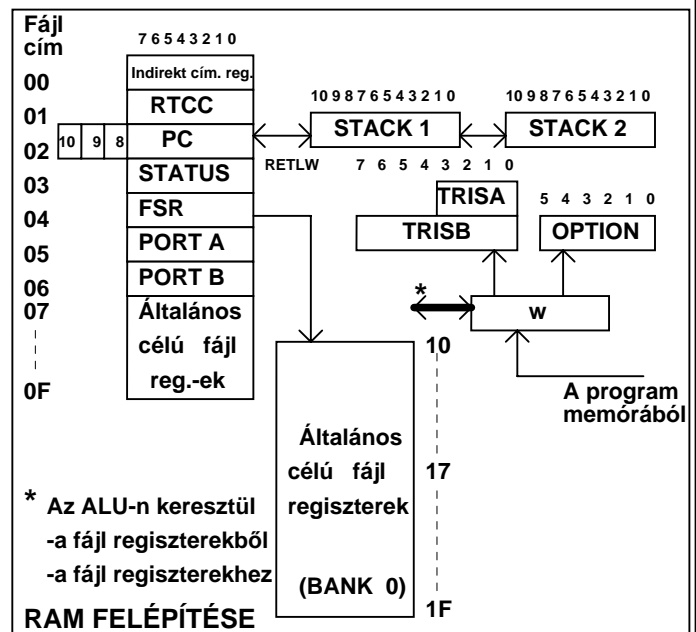 Fájl
cím
7 6 5 4 3 2 1 0
00
Indirekt cím. reg.
01
RTCC
10 9 8 7 6 5 4 3 2 1 0
10 9 8 7 6 5 4 3 2 1 0
02
10 9 8
PC
STACK 1
STACK 2
RETLW
03
STATUS
7 6 5 4 3 2 1 0
04
FSR
TRISA
5 4 3 2 1 0
05
PORT A
TRISB
OPTION
06
PORT B
07
Általános
célú fájl
reg.-ek
0F
*
w
10
A program
memórából
Általános
célú fájl
regiszterek
17
(BANK 0)
1F
* Az ALU-n keresztül
-a fájl regiszterekből
-a fájl regiszterekhez
RAM FELÉPÍTÉSE